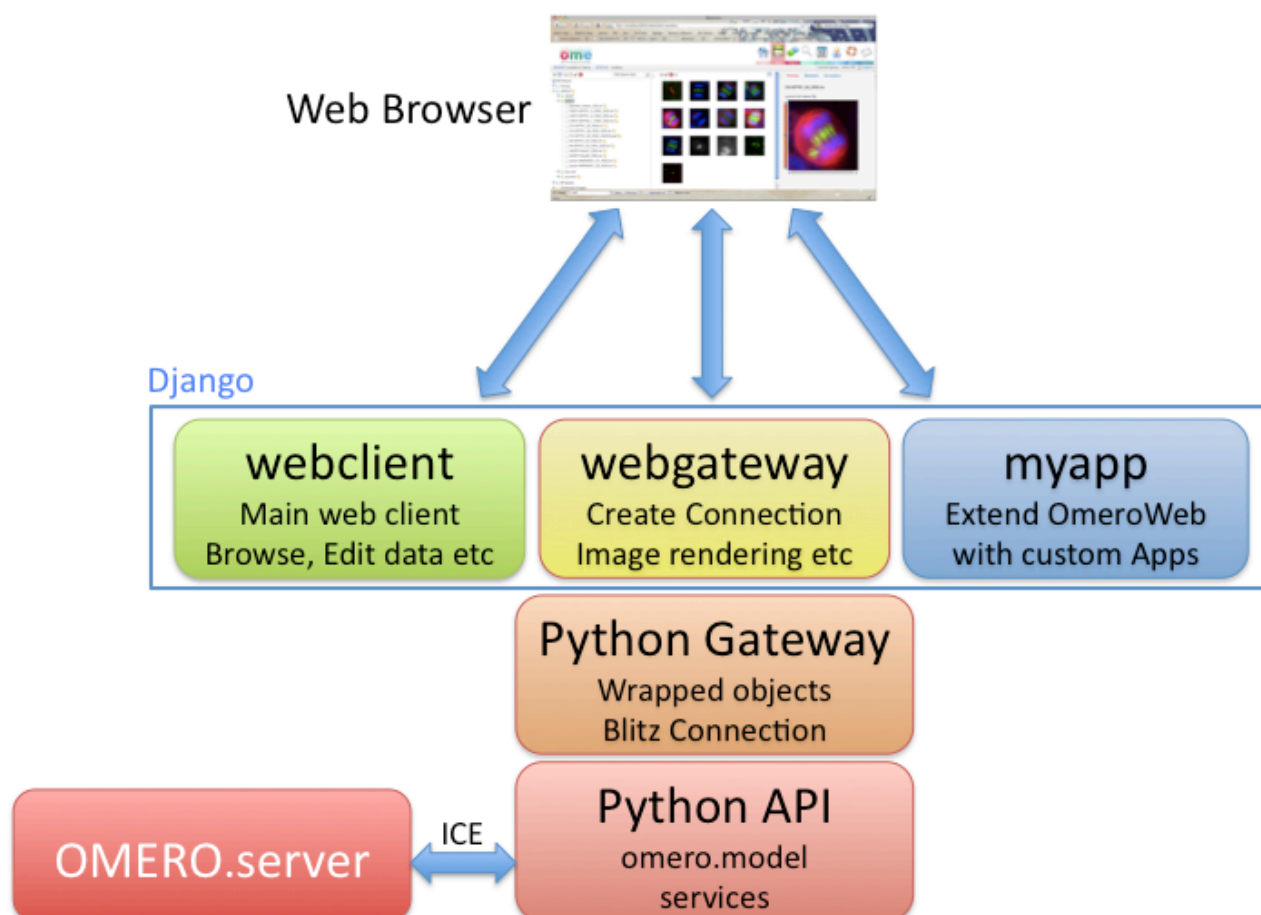 ome
Web Browser
Django
webclient
Main web client
Browse, Edit data etc
webgateway
Create Connection
Image rendering etc
myapp
Extend OmeroWeb
with custom Apps
Python Gateway
Wrapped objects
Blitz Connection
Python API
omero.model
services
ICE
OMERO.server